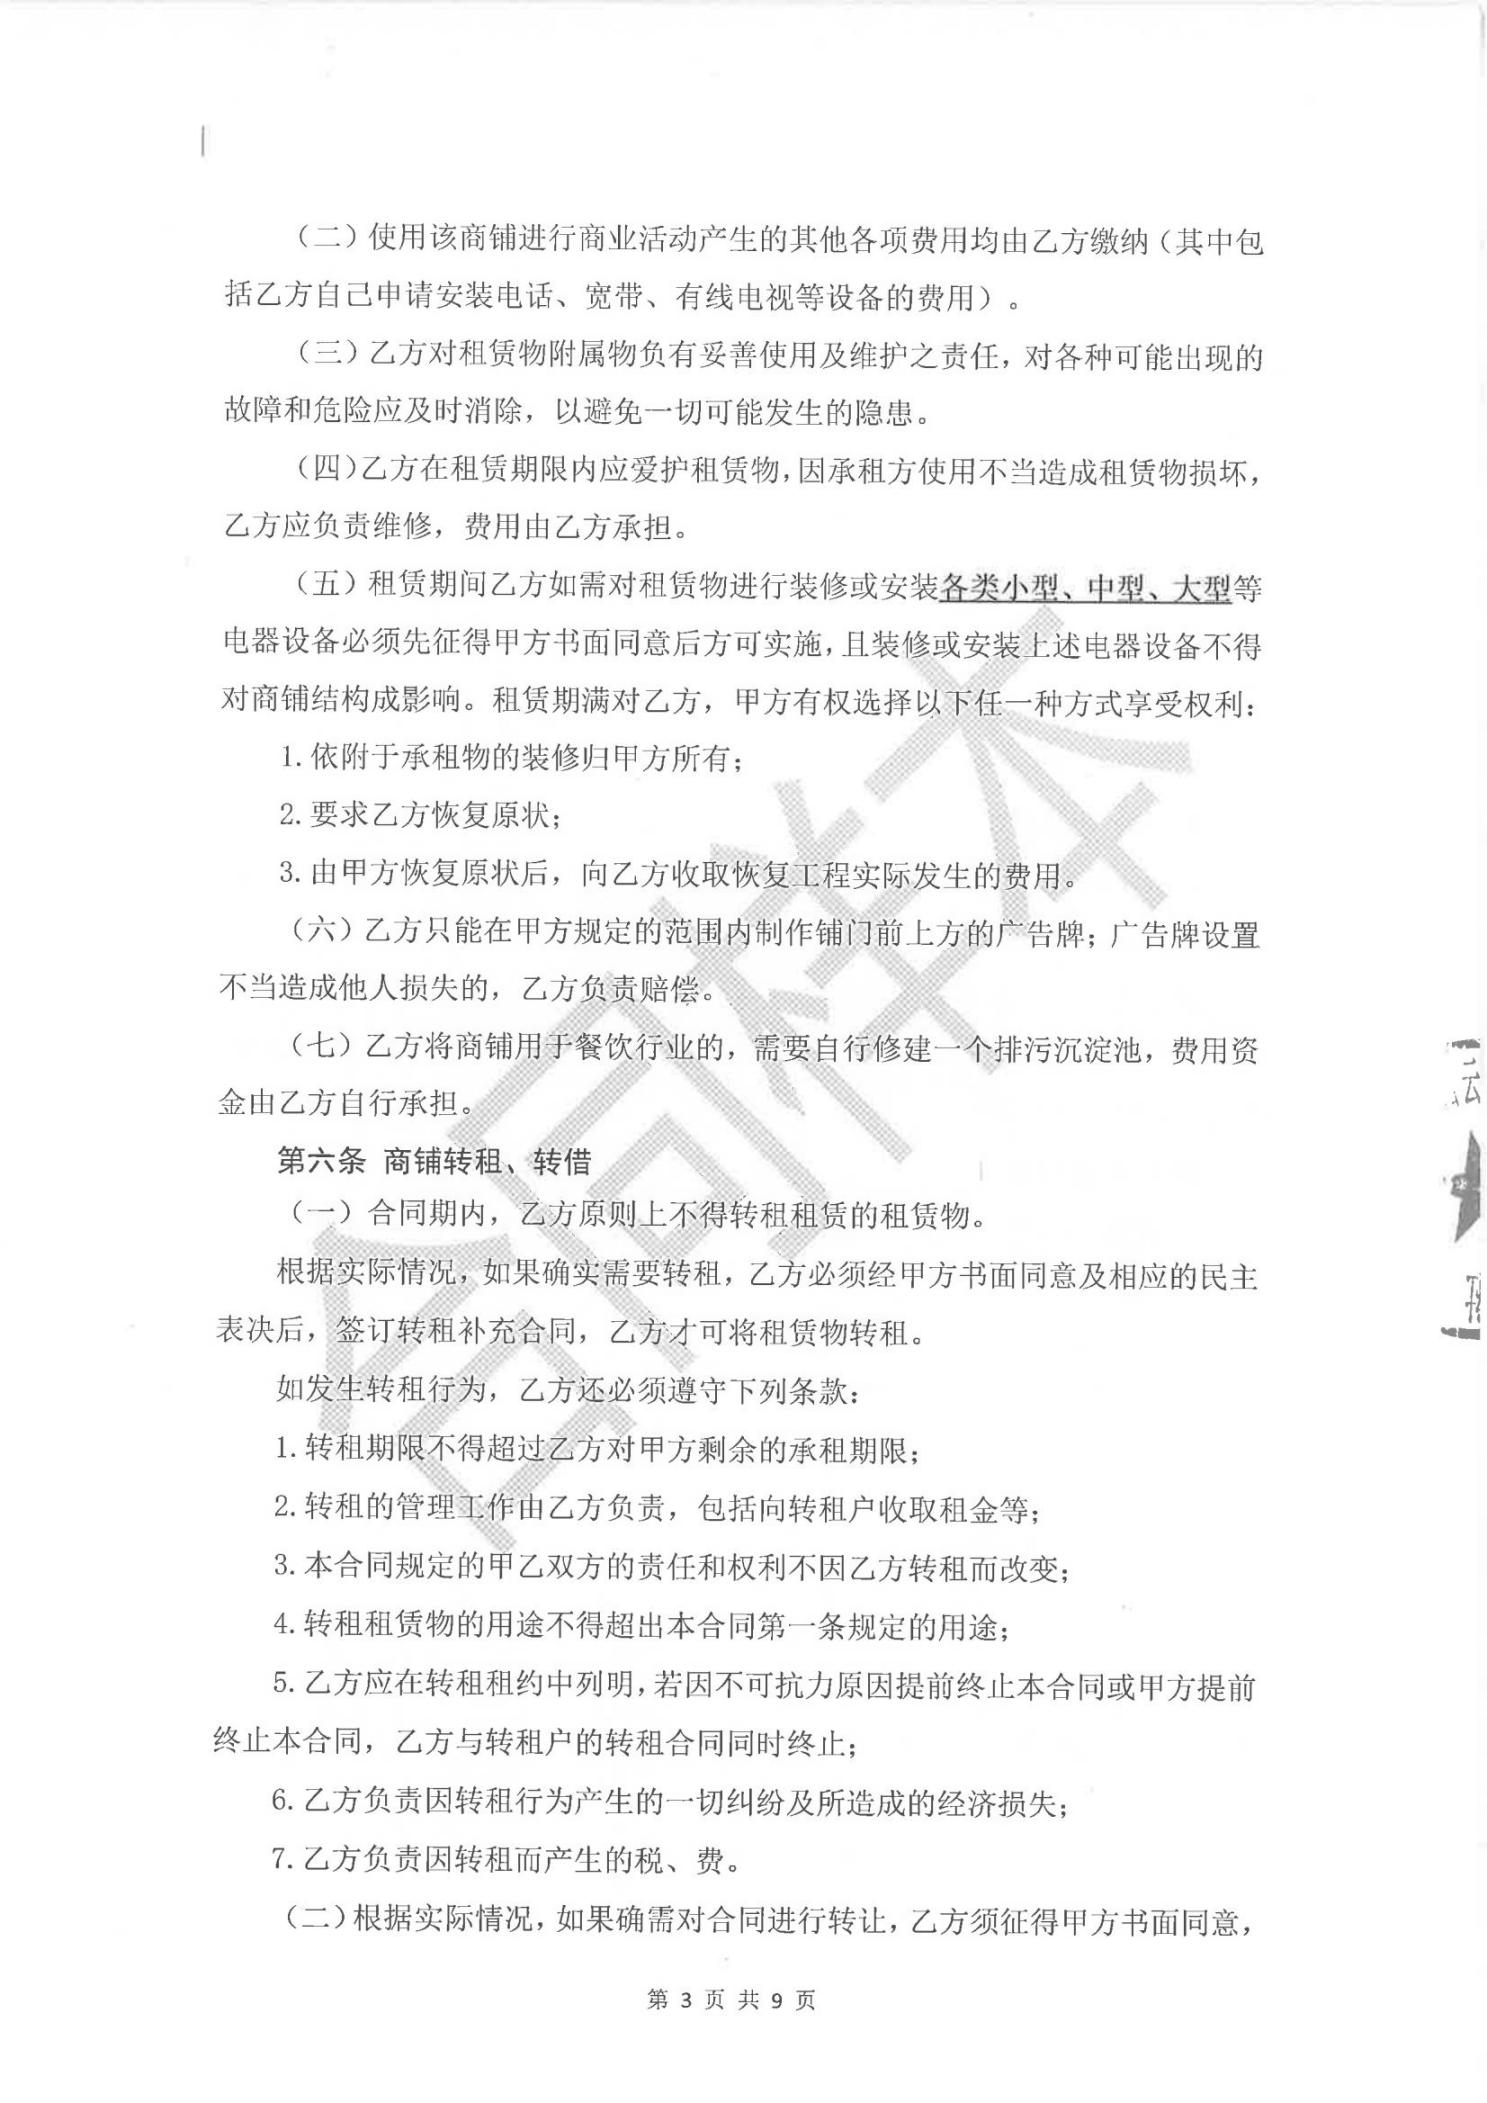 （二）使用该商铺进行商业活动产生的其他各项费用均由乙方缴纳（其中包
括乙方自己申请安装电话、宽带、有线电视等设备的费用）。
（三）乙方对租赁物附属物负有妥善使用及维护之责任，对各种可能出现的
故障和危险应及时消除，以避免一切可能发生的隐患。
（四）乙方在租赁期限内应爱护租赁物，因承租方使用不当造成租赁物损坏，
乙方应负责维修，费用由乙方承担。
（五）租赁期间乙方如需对租赁物进行装修或安装各类小型、中型、大型等
电器设备必须先征得甲方书面同意后方可实施，且装修或安装上述电器设备不得
对商铺结构成影响。租赁期满对乙方，甲方有权选择以下任一种方式享受权利：
1.依附于承租物的装修归甲方所有；
2.要求乙方恢复原状；
3.由甲方恢复原状后，向乙方收取恢复工程实际发生的费用。
（六）乙方只能在甲方规定的范围内制作铺门前上方的广告牌；广告牌设置
不当造成他人损失的，乙方负责赔偿。
（七）乙方将商铺用于餐饮行业的，需要自行修建一个排污沉淀池，费用资
金由乙方自行承担。
第六条 商铺转租、转借
（一）合同期内，乙方原则上不得转租租赁的租赁物。
根据实际情况，如果确实需要转租，乙方必须经甲方书面同意及相应的民主
表决后，签订转租补充合同，乙方才可将租赁物转租。
如发生转租行为，乙方还必须遵守下列条款：
1.转租期限不得超过乙方对甲方剩余的承租期限；
2.转租的管理工作由乙方负责，包括向转租户收取租金等；
3.本合同规定的甲乙双方的责任和权利不因乙方转租而改变；
4.转租租赁物的用途不得超出本合同第一条规定的用途；
5.乙方应在转租租约中列明，若因不可抗力原因提前终止本合同或甲方提前
终止本合同，乙方与转租户的转租合同同时终止；
6.乙方负责因转租行为产生的一切纠纷及所造成的经济损失；
7.乙方负责因转租而产生的税、费。
（二）根据实际情况，如果确需对合同进行转让，乙方须征得甲方书面同意，
第 3 页 共 9 页
合同样本